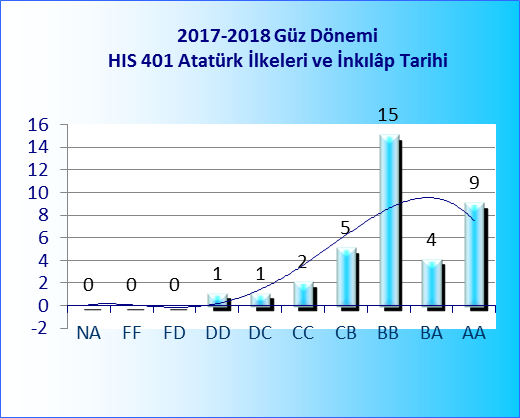 2017-2018 Güz Dönemi
HIS 401 Atatürk İlkeleri ve İnkılâp Tarihi
16
14
12
10
8
6
4
2
0
-2
0 0 0 1 1 2 5 15 4 9
NA FF FD DD DC CC CB BB BA AA